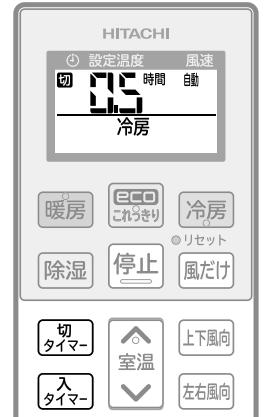 HITACHI
設定温度 風速
切 0.5 時間 自動
冷房
暖房 eco これっきり 冷房
リセット
除湿 停止 風だけ
切タイマー 上下風向
室温
入タイマー 左右風向